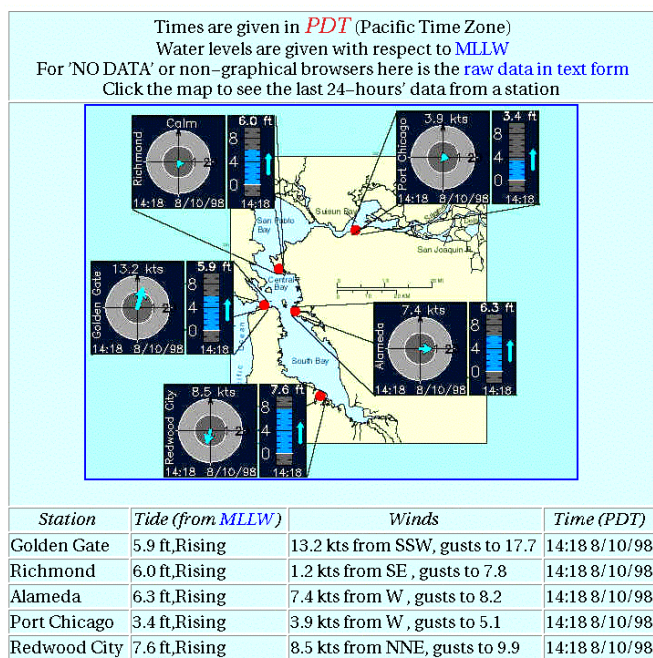 Times are given in PDT (Pacific Time Zone)
Water levels are given with respect to MLLW
For 'NO DATA' or non-graphical browsers here is the raw data in text form
Click the map to see the last 24-hours' data from a station
Richmond
Calm
2
14:18 8/10/98
6.0 ft
8
4
0
14:18
Port Chicago
3.9 kts
2
14:18 8/10/98
3.4 ft
8
4
0
14:18
San Pablo
Bay
Suisun Bay
San Joaquin R.
Golden Gate
13.2 kts
2
14:18 8/10/98
5.9 ft
8
4
0
14:18
Central
Bay
Ocean
South Bay
Alameda
7.4 kts
2
14:18 8/10/98
6.3 ft
8
4
0
14:18
Redwood City
8.5 kts
2
14:18 8/10/98
7.6 ft
8
4
0
14:18
Station Tide (from MLLW) Winds Time (PDT)
Golden Gate 5.9 ft,Rising 13.2 kts from SSW, gusts to 17.7 14:18 8/10/98
Richmond 6.0 ft,Rising 1.2 kts from SE , gusts to 7.8 14:18 8/10/98
Alameda 6.3 ft,Rising 7.4 kts from W , gusts to 8.2 14:18 8/10/98
Port Chicago 3.4 ft,Rising 3.9 kts from W , gusts to 5.1 14:18 8/10/98
Redwood City 7.6 ft,Rising 8.5 kts from NNE, gusts to 9.9 14:18 8/10/98